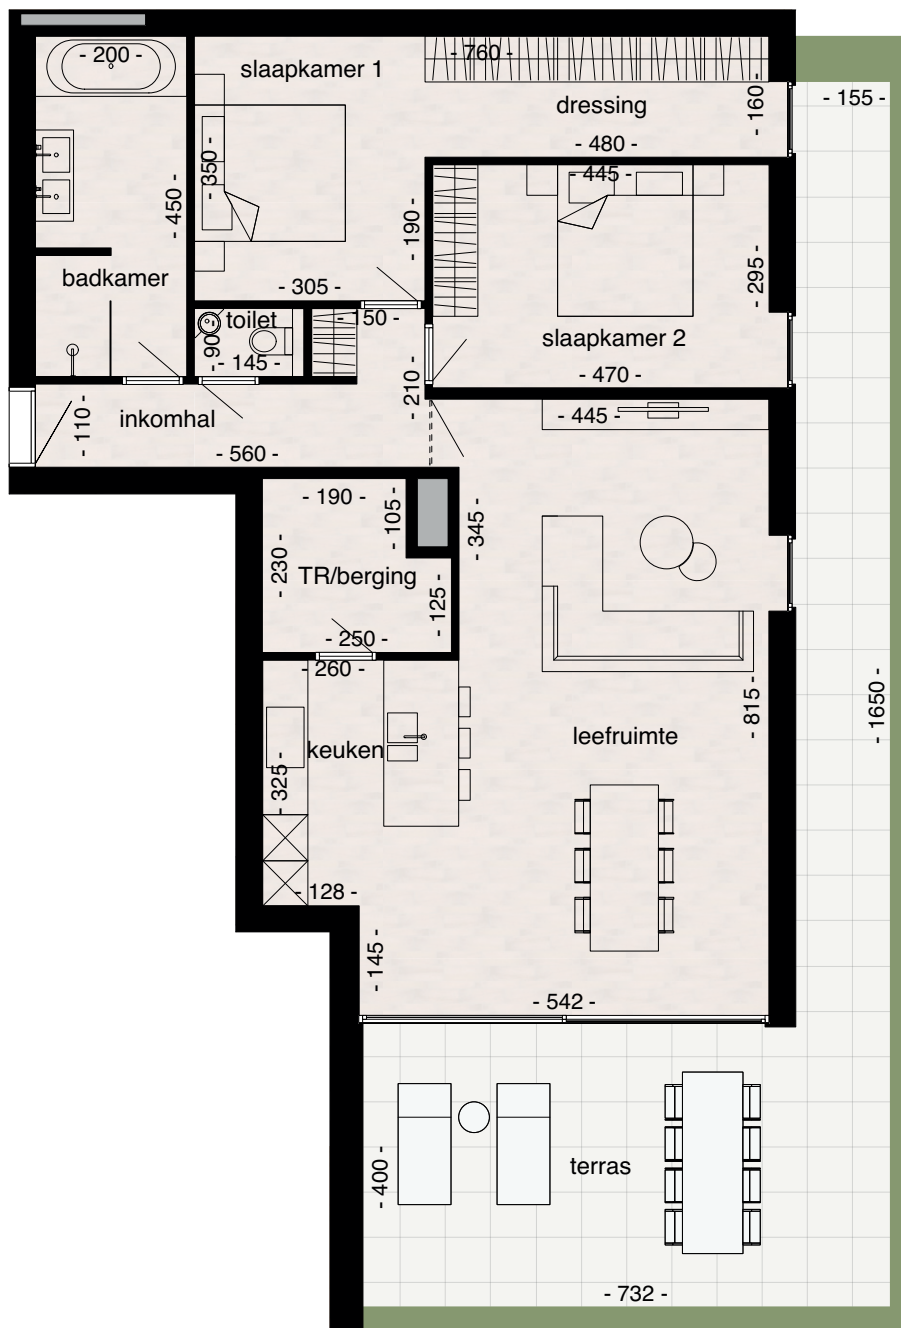 - 200 -
slaapkamer 1
- 760 -
dressing
- 160 -
- 155 -
- 480 -
- 350 -
- 445 -
- 450 -
- 190 -
badkamer
- 295 -
- 305 -
toilet
- 150 -
- 90 -
- 145 -
slaapkamer 2
- 470 -
- 210 -
- 110 -
inkomhal
- 445 -
- 560 -
- 190 -
- 105 -
- 345 -
- 230 -
TR/berging
- 125 -
- 250 -
- 260 -
- 815 -
- 1650 -
keuken
leefruimte
- 325 -
- 128 -
- 145 -
- 542 -
- 400 -
terras
- 732 -